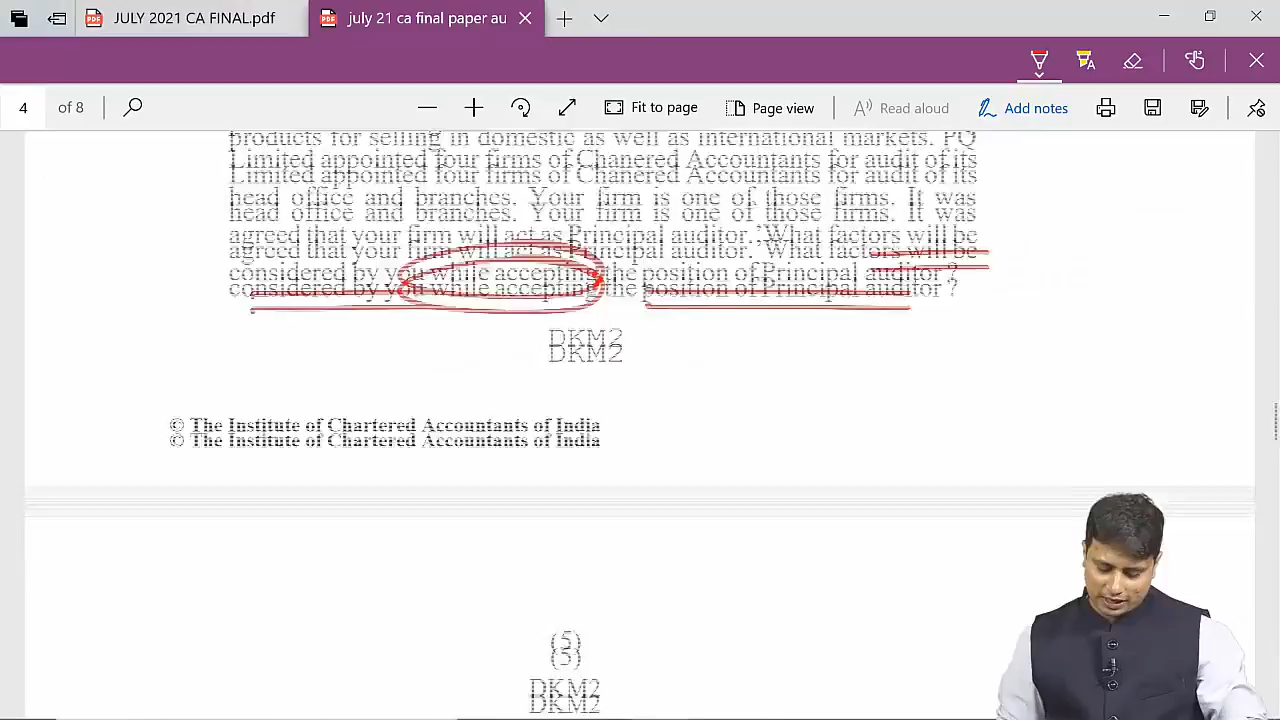 JULY 2021 CA FINAL.pdf
july 21 ca final paper au
4 of 8
Fit to page
Page view
Read aloud
Add notes
products for selling in domestic as well as international markets. PQ
Limited appointed four firms of Chanered Accountants for audit of its
head office and branches. Your firm is one of those firms. It was
agreed that your firm will act as Principal auditor. What factors will be
considered by you while accepting the position of Principal auditor ?
DKM2
© The Institute of Chartered Accountants of India
(5)
DKM2